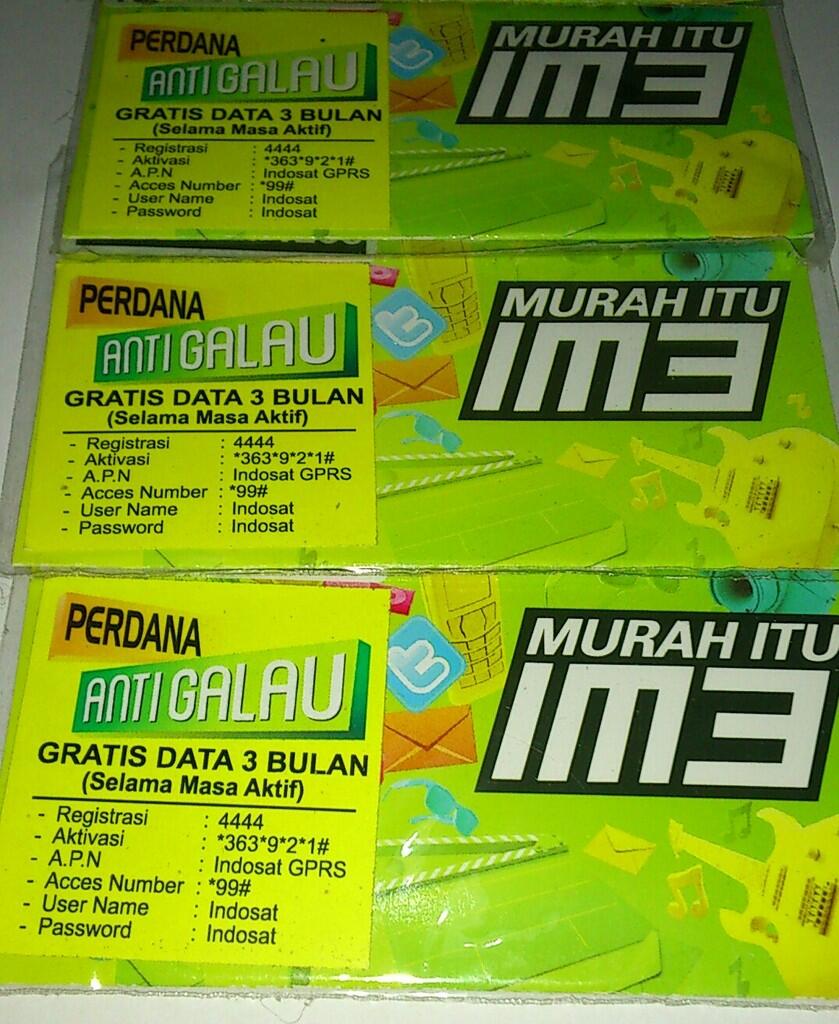 PERDANA
ANTI GALAU
GRATIS DATA 3 BULAN
(Selama Masa Aktif)
- Registrasi : 4444
- Aktivasi : *363*9*2*1#
- A.P.N : Indosat GPRS
- Acces Number : *99#
- User Name : Indosat
- Password : Indosat
MURAH ITU
IM3
PERDANA
ANTI GALAU
GRATIS DATA 3 BULAN
(Selama Masa Aktif)
- Registrasi : 4444
- Aktivasi : *363*9*2*1#
- A.P.N : Indosat GPRS
- Acces Number : *99#
- User Name : Indosat
- Password : Indosat
MURAH ITU
IM3
PERDANA
ANTI GALAU
GRATIS DATA 3 BULAN
(Selama Masa Aktif)
- Registrasi : 4444
- Aktivasi : *363*9*2*1#
- A.P.N : Indosat GPRS
- Acces Number : *99#
- User Name : Indosat
- Password : Indosat
MURAH ITU
IM3